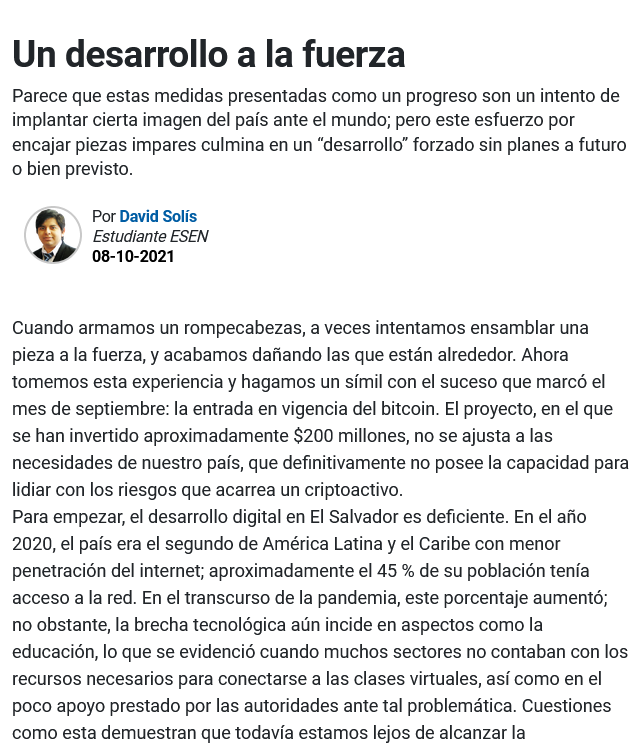 Un desarrollo a la fuerza
Parece que estas medidas presentadas como un progreso son un intento de
implantar cierta imagen del país ante el mundo; pero este esfuerzo por
encajar piezas impares culmina en un “desarrollo” forzado sin planes a futuro
o bien previsto.
Por David Solís
Estudiante ESEN
08-10-2021
Cuando armamos un rompecabezas, a veces intentamos ensamblar una
pieza a la fuerza, y acabamos dañando las que están alrededor. Ahora
tomemos esta experiencia y hagamos un símil con el suceso que marcó el
mes de septiembre: la entrada en vigencia del bitcoin. El proyecto, en el que
se han invertido aproximadamente $200 millones, no se ajusta a las
necesidades de nuestro país, que definitivamente no posee la capacidad para
lidiar con los riesgos que acarrea un criptoactivo.
Para empezar, el desarrollo digital en El Salvador es deficiente. En el año
2020, el país era el segundo de América Latina y el Caribe con menor
penetración del internet; aproximadamente el 45 % de su población tenía
acceso a la red. En el transcurso de la pandemia, este porcentaje aumentó;
no obstante, la brecha tecnológica aún incide en aspectos como la
educación, lo que se evidenció cuando muchos sectores no contaban con los
recursos necesarios para conectarse a las clases virtuales, así como en el
poco apoyo prestado por las autoridades ante tal problemática. Cuestiones
como esta demuestran que todavía estamos lejos de alcanzar la